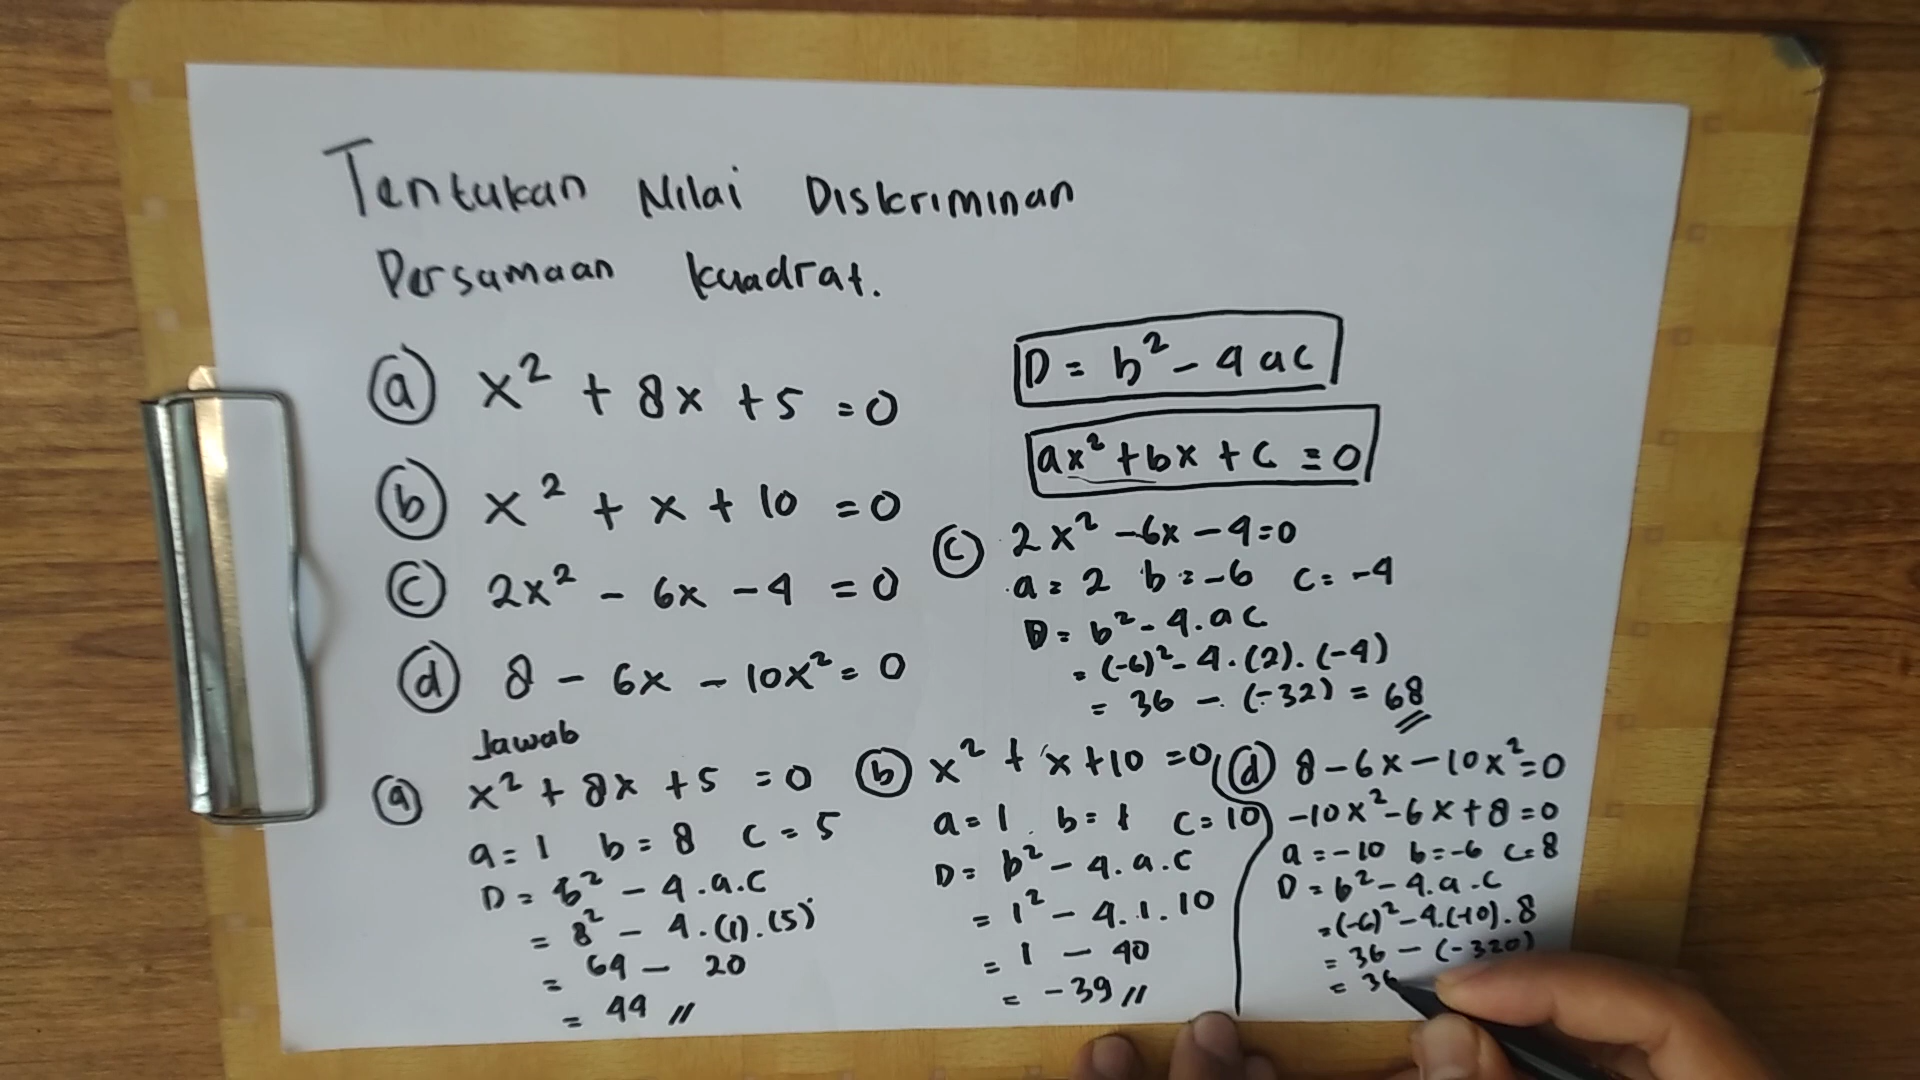 Tentukan Nilai Diskriminan
Persamaan kuadrat.
D = b² - 4 ac
ax² + bx + c = 0
(a) x² + 8x + 5 = 0
(b) x² + x + 10 = 0
(c) 2x² - 6x - 4 = 0
(d) 8 - 6x - 10x² = 0
(c) 2x² - 6x - 4 = 0
a = 2 b = -6 c = -4
D = b² - 4.ac
= (-6)² - 4.(2).(-4)
= 36 - (-32) = 68
Jawab
(a) x² + 8x + 5 = 0
a = 1 b = 8 c = 5
D = b² - 4.a.c
= 8² - 4.(1).(5)
= 64 - 20
= 44 //
(b) x² + x + 10 = 0
a = 1 b = 1 c = 10
D = b² - 4.a.c
= 1² - 4.1.10
= 1 - 40
= -39 //
(d) 8 - 6x - 10x² = 0
-10x² - 6x + 8 = 0
a = -10 b = -6 c = 8
D = b² - 4.a.c
= (-6)² - 4.(-10).8
= 36 - (-320)
= 36